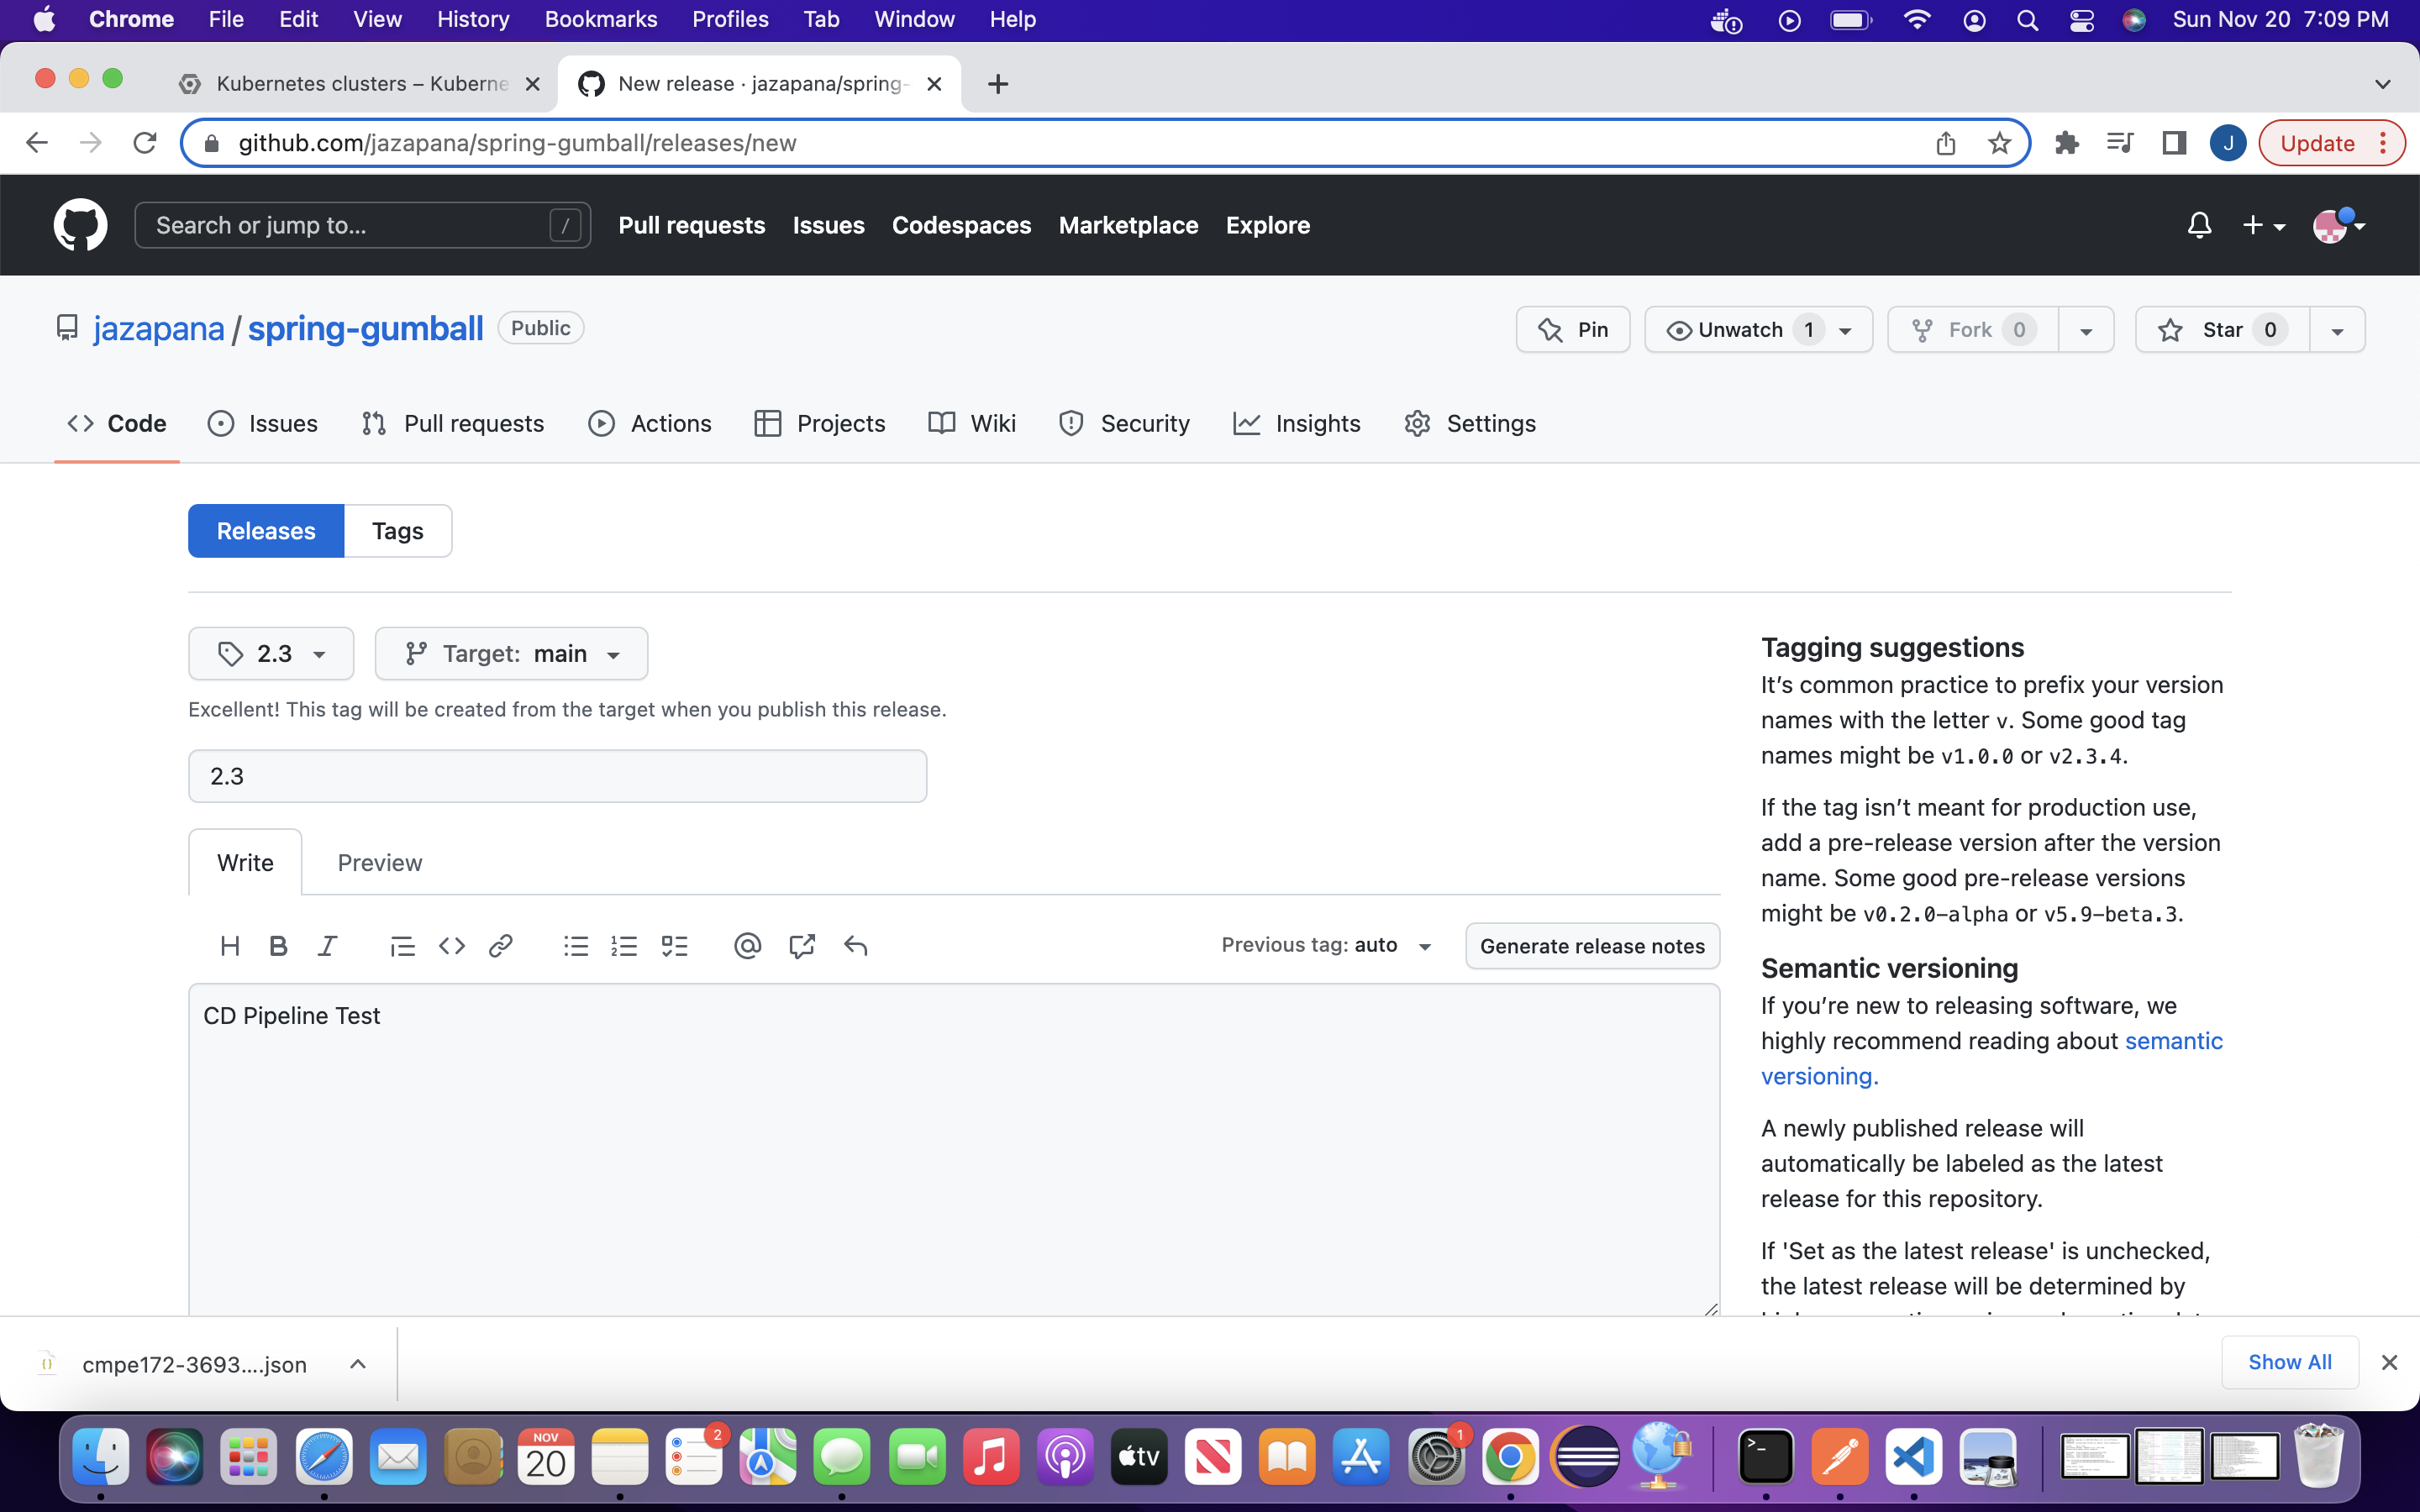 Chrome File Edit View History Bookmarks Profiles Tab Window Help Sun Nov 20 7:09 PM
Kubernetes clusters – Kuberne New release · jazapana/spring-
github.com/jazapana/spring-gumball/releases/new J Update
Search or jump to... / Pull requests Issues Codespaces Marketplace Explore
jazapana / spring-gumball Public Pin Unwatch 1 Fork 0 Star 0
Code Issues Pull requests Actions Projects Wiki Security Insights Settings
Releases Tags
2.3 Target: main
Excellent! This tag will be created from the target when you publish this release.
2.3
Write Preview
H B I Previous tag: auto Generate release notes
CD Pipeline Test
Tagging suggestions
It’s common practice to prefix your version
names with the letter v. Some good tag
names might be v1.0.0 or v2.3.4.
If the tag isn’t meant for production use,
add a pre-release version after the version
name. Some good pre-release versions
might be v0.2.0-alpha or v5.9-beta.3.
Semantic versioning
If you’re new to releasing software, we
highly recommend reading about semantic
versioning.
A newly published release will
automatically be labeled as the latest
release for this repository.
If 'Set as the latest release' is unchecked,
the latest release will be determined by
cmpe172-3693....json Show All
NOV
20
2
tv
1